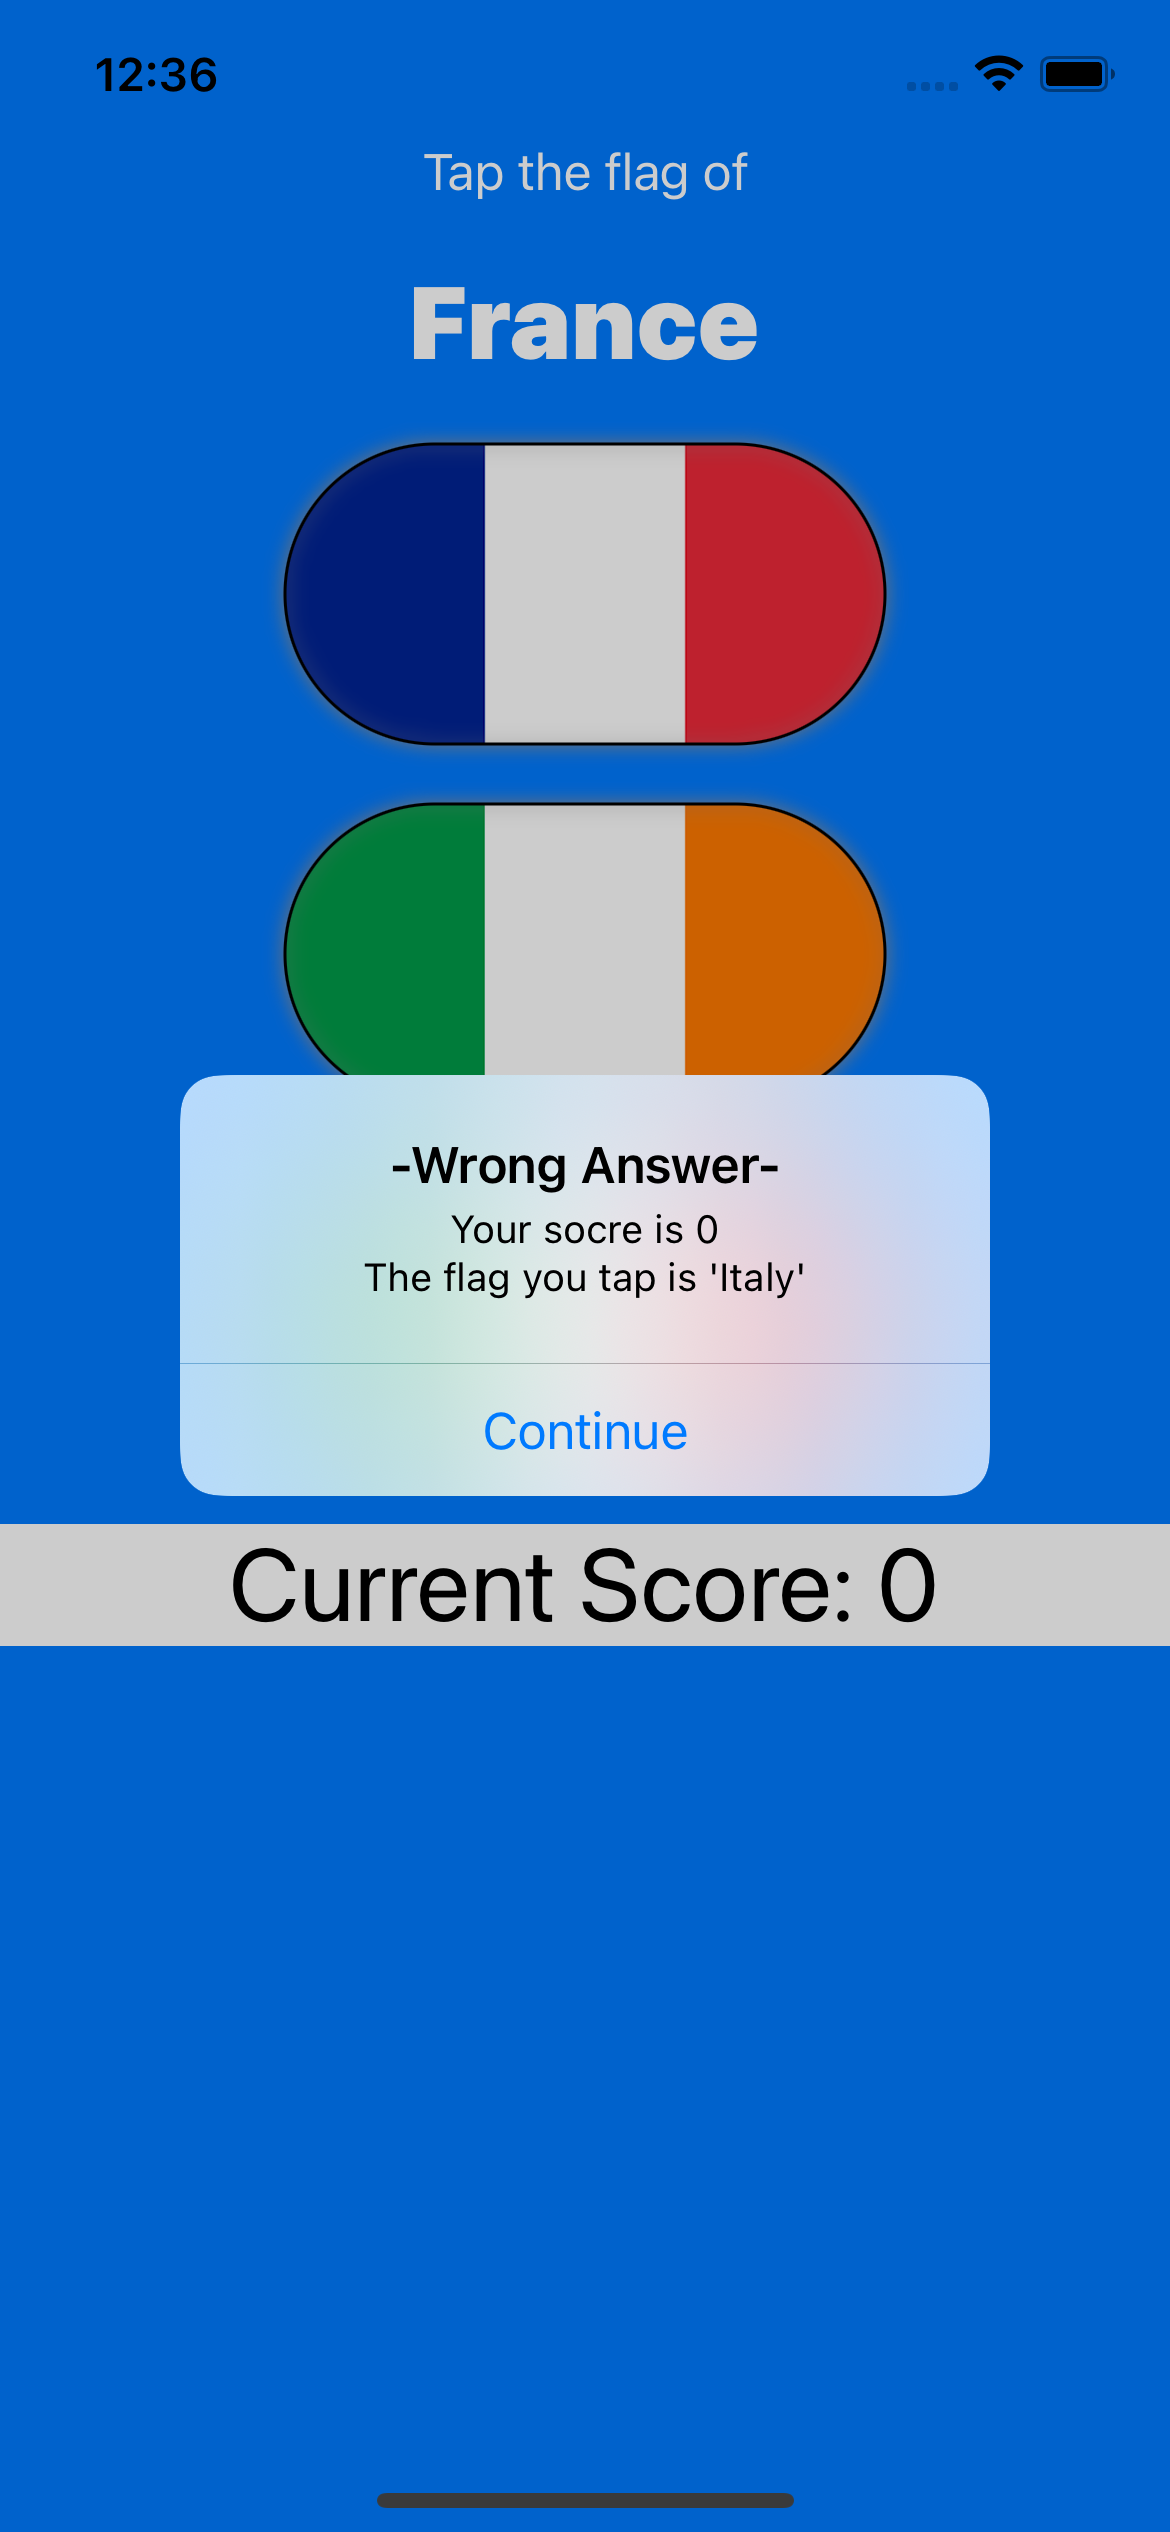 12:36
Tap the flag of
France
-Wrong Answer-
Your socre is 0
The flag you tap is 'Italy'
Continue
Current Score: 0